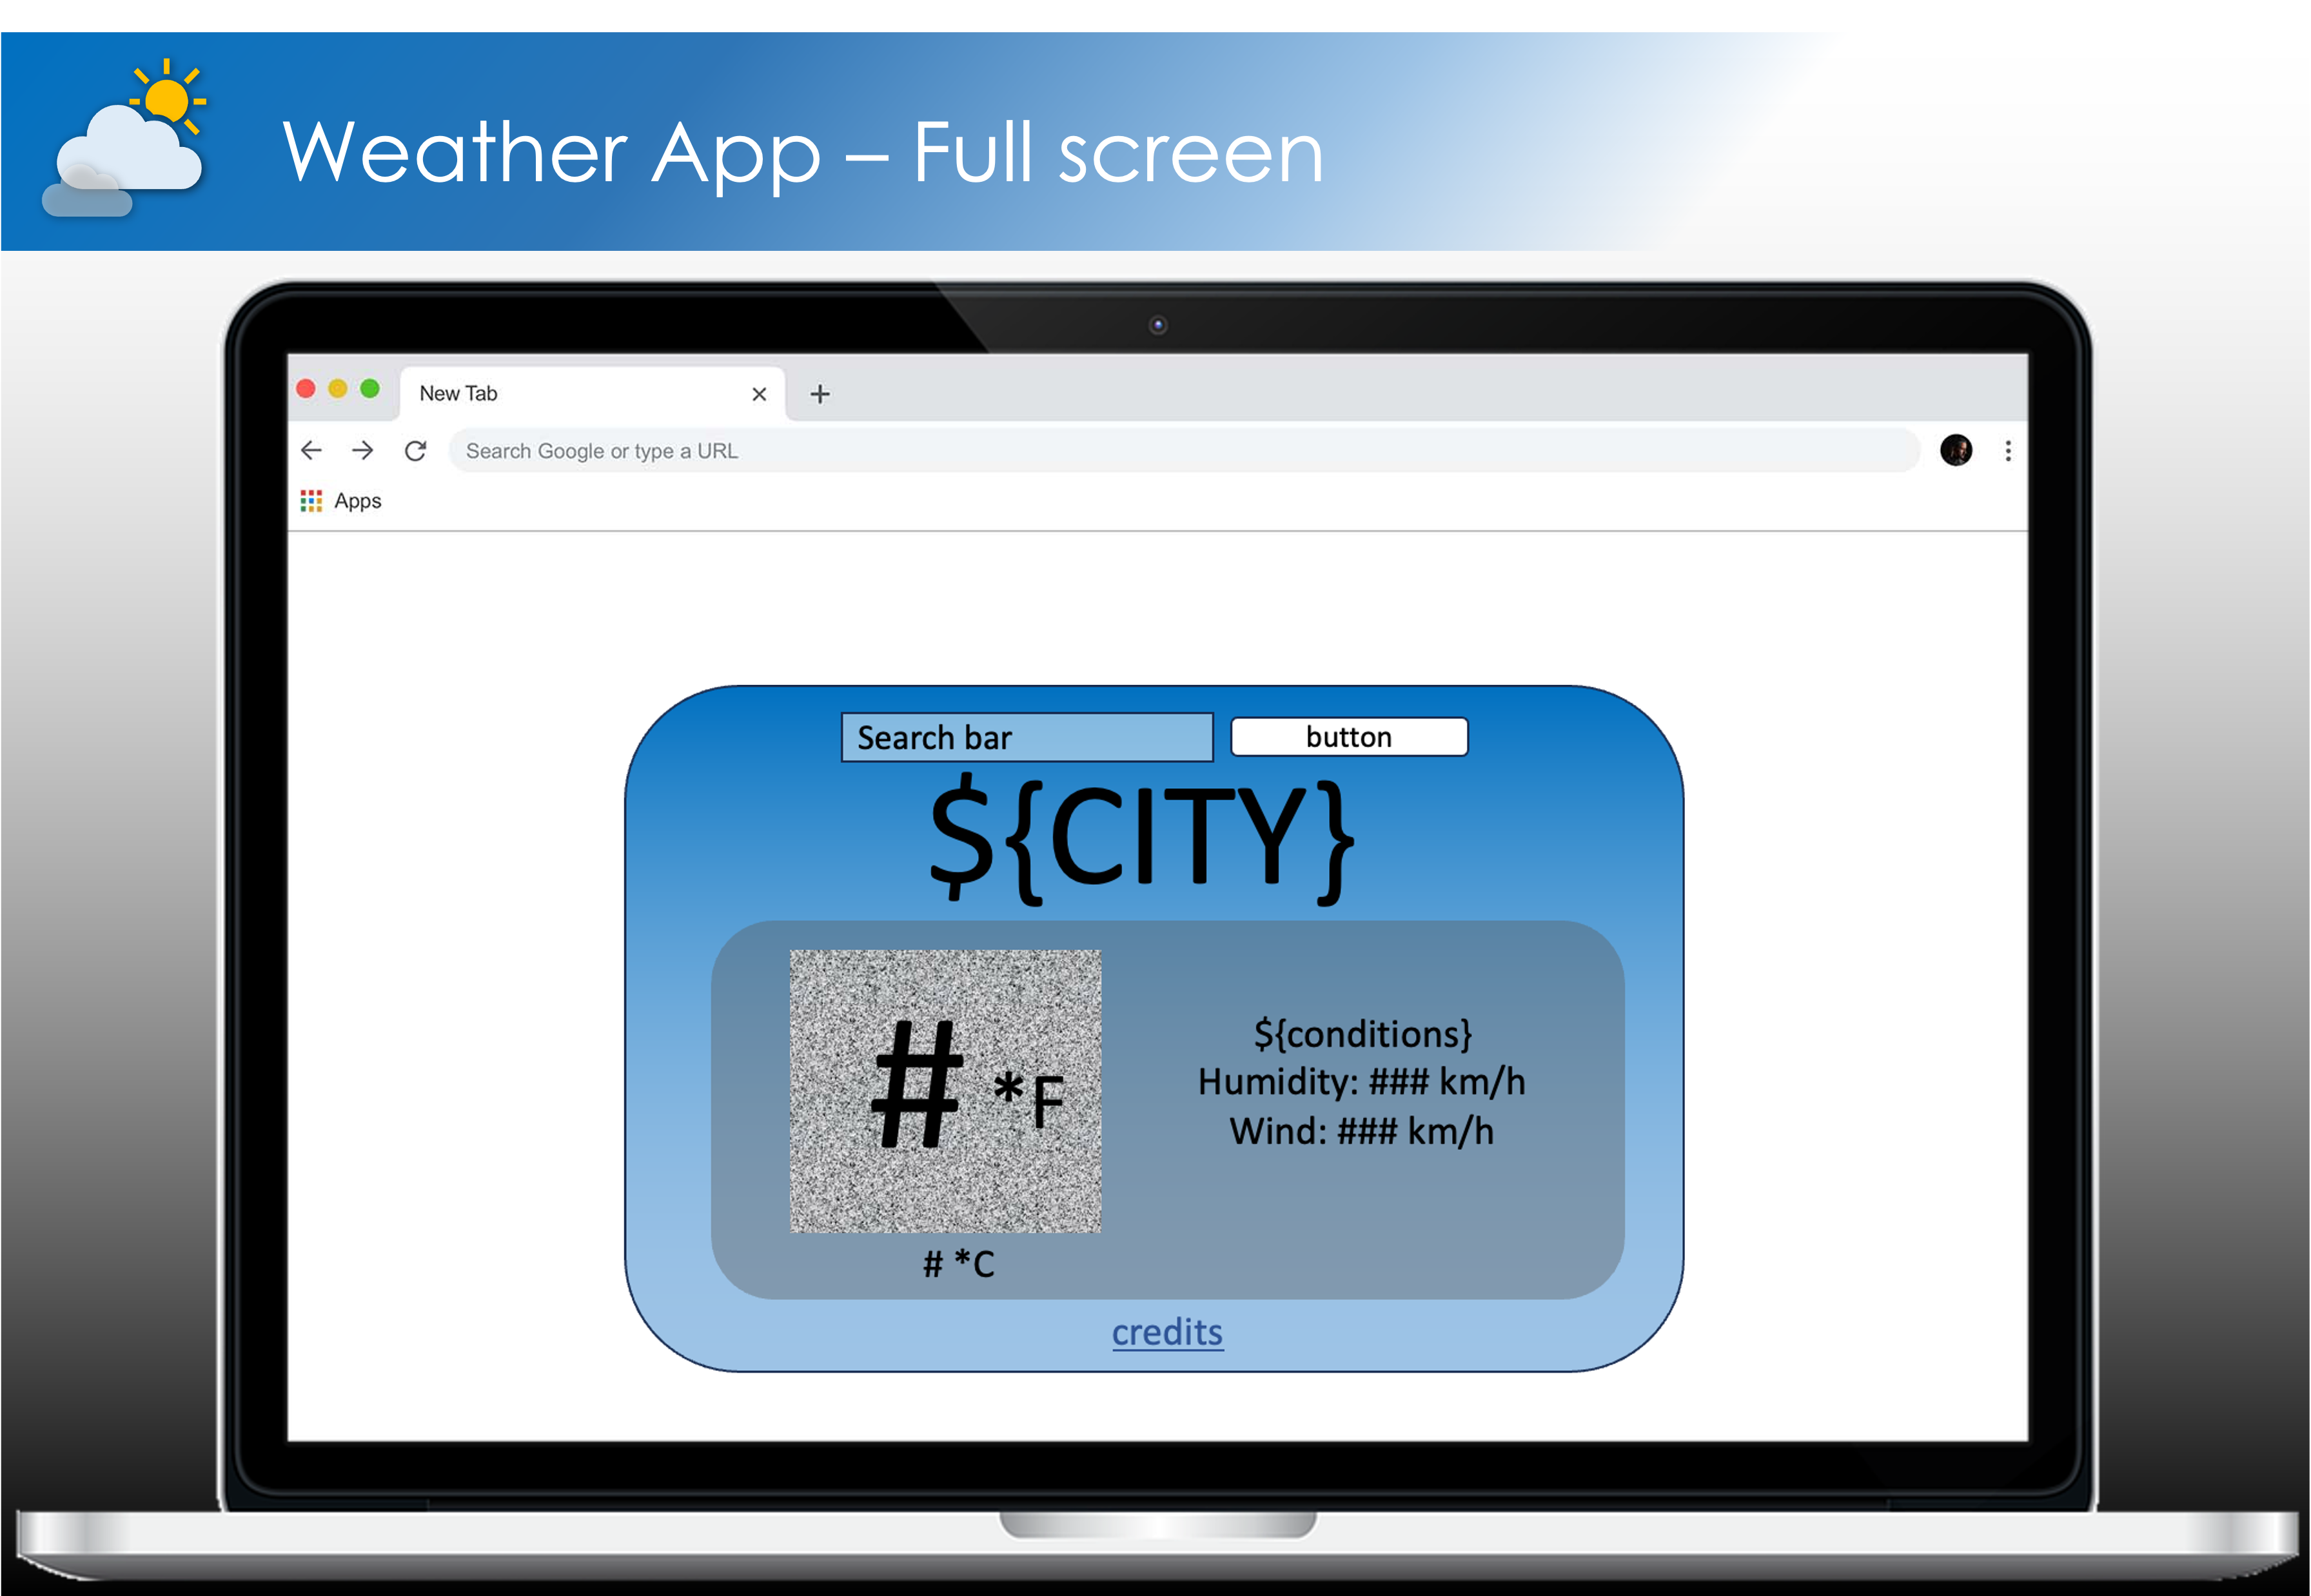 Weather App – Full screen
New Tab
Search Google or type a URL
Apps
Search bar
button
${CITY}
# *F
# *C
${conditions}
Humidity: ### km/h
Wind: ### km/h
credits